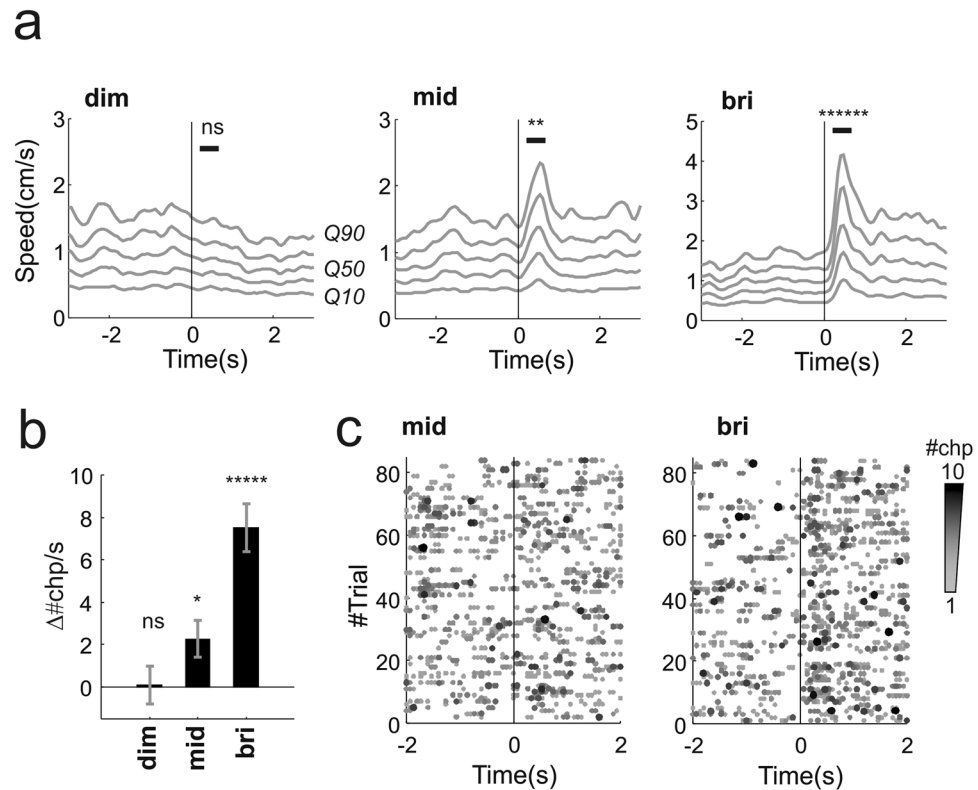 a
dim
mid
bri
ns
**
******
3
2
1
0
Speed(cm/s)
-2
0
2
Time(s)
Q90
Q50
Q10
3
2
1
0
-2
0
2
Time(s)
5
4
3
2
1
0
-2
0
2
Time(s)
b
10
8
6
4
2
0
Δ#chp/s
ns
*
*****
dim
mid
bri
c
mid
bri
80
60
40
20
0
#Trial
-2
0
2
Time(s)
80
60
40
20
0
-2
0
2
Time(s)
#chp
10
1